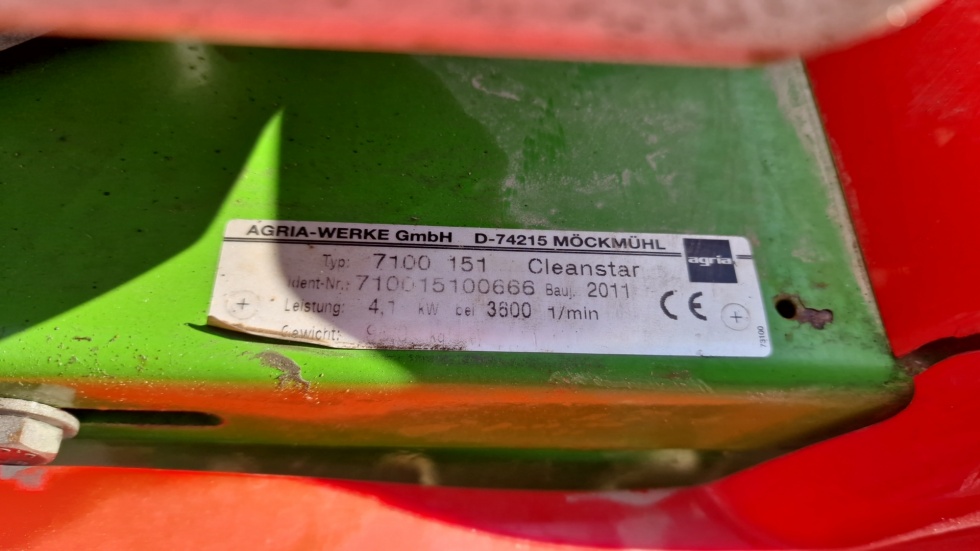 AGRIA-WERKE GmbH D-74215 MÖCKMÜHL
agria
Typ: 7100 151 Cleanstar
Ident-Nr.: 710015100666 Bauj. 2011
Leistung: 4,1 kW bei 3600 1/min
CE
Gewicht: kg
73100